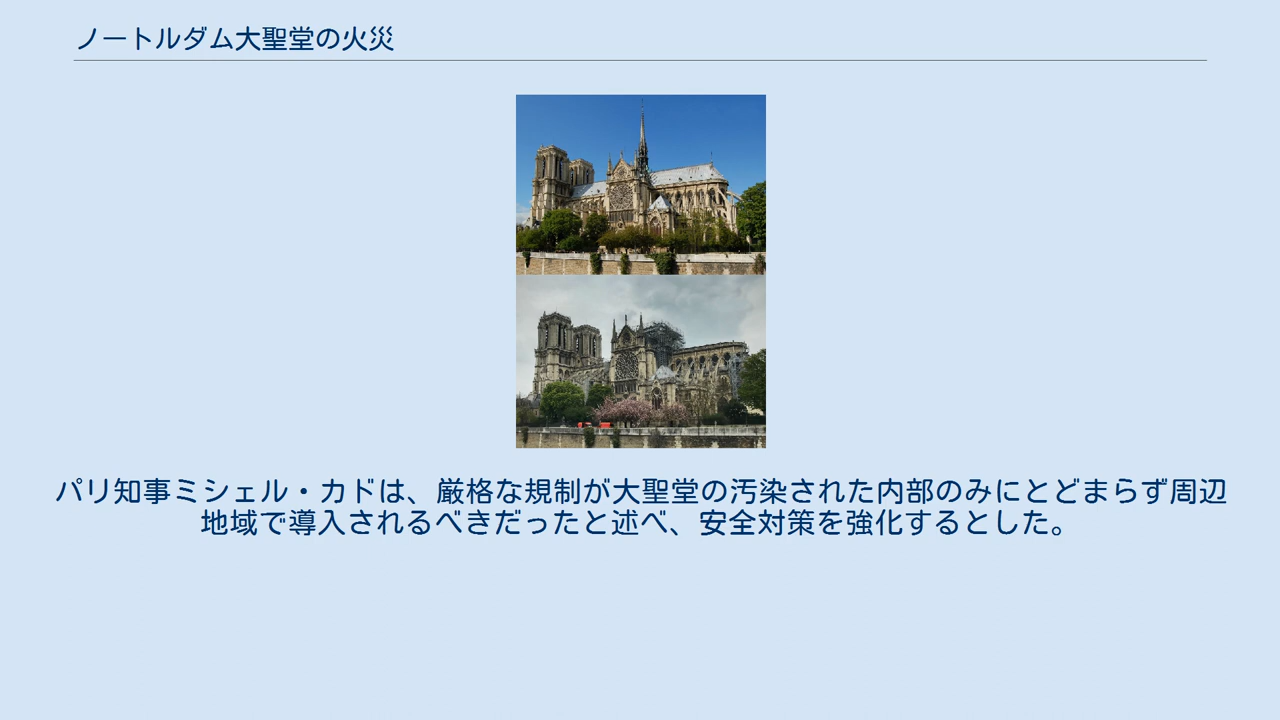 ノートルダム大聖堂の火災
パリ知事ミシェル・カドは、厳格な規制が大聖堂の汚染された内部のみにとどまらず周辺
地域で導入されるべきだったと述べ、安全対策を強化するとした。